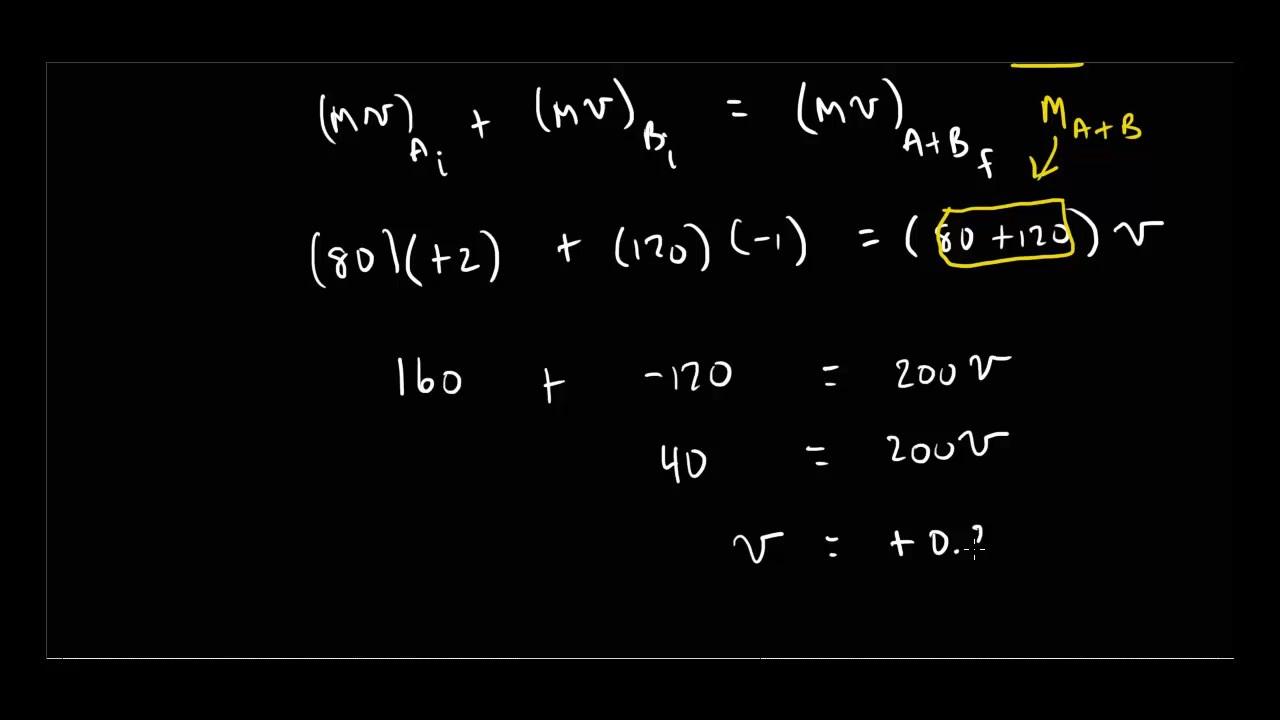 (mv)Ai + (mv)Bi = (mv)A+Bf MA+B
(80)(+2) + (120)(-1) = (80 +120) v
160 + -120 = 200v
40 = 200v
v = +0.